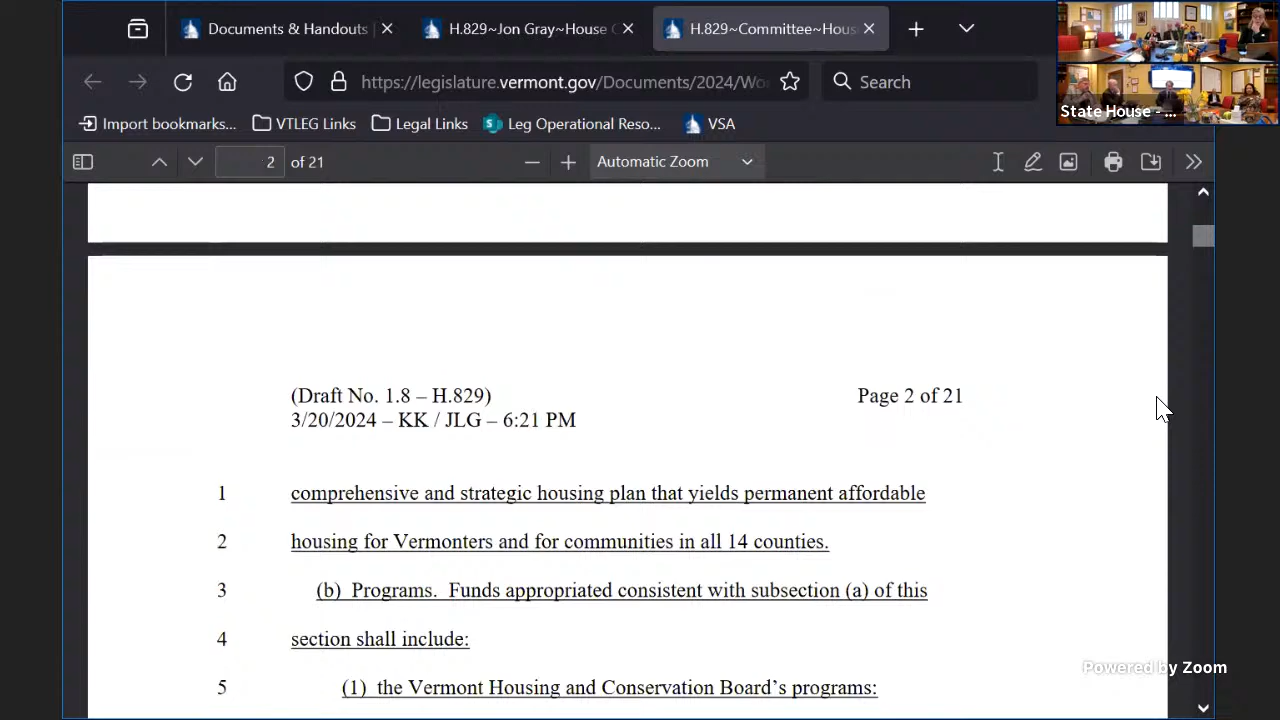 Documents & Handouts |
H.829~Jon Gray~House C
H.829~Committee~Hous
https://legislature.vermont.gov/Documents/2024/Wo
Search
State House - ...
Import bookmarks...
VTLEG Links
Legal Links
Leg Operational Reso...
VSA
2 of 21
Automatic Zoom
(Draft No. 1.8 – H.829)
Page 2 of 21
3/20/2024 – KK / JLG – 6:21 PM
1 comprehensive and strategic housing plan that yields permanent affordable
2 housing for Vermonters and for communities in all 14 counties.
3 (b) Programs. Funds appropriated consistent with subsection (a) of this
4 section shall include:
5 (1) the Vermont Housing and Conservation Board’s programs:
Powered by Zoom